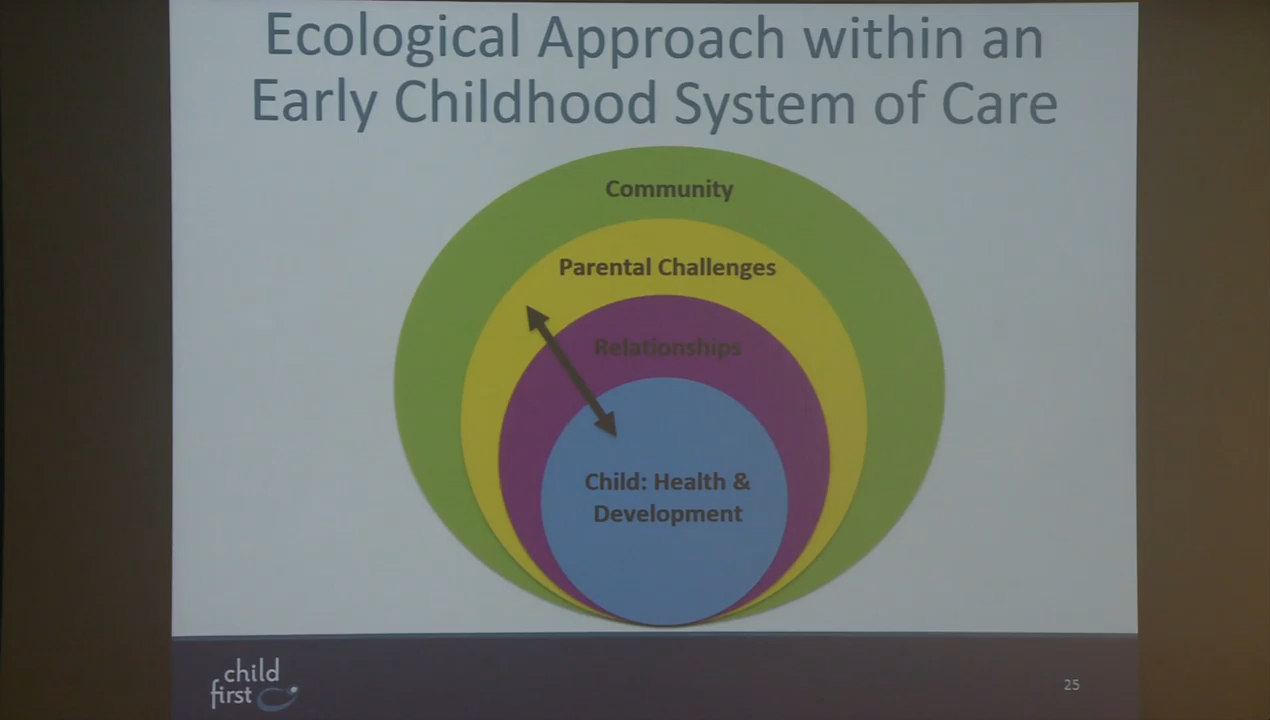 Ecological Approach within an
Early Childhood System of Care
Community
Parental Challenges
Relationships
Child: Health &
Development
child
first
25